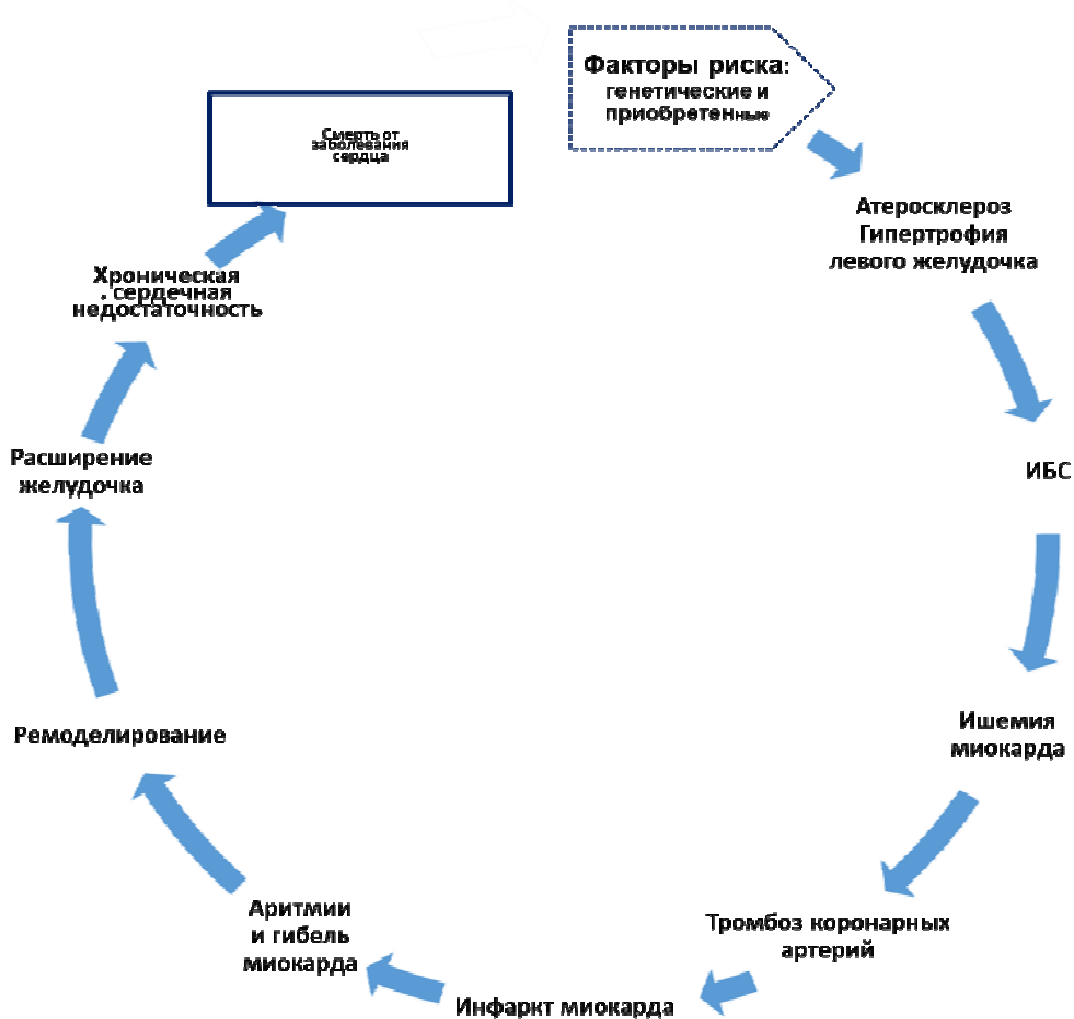 Факторы риска:
генетические и
приобретенные
Атеросклероз
Гипертрофия
левого желудочка
ИБС
Ишемия
миокарда
Тромбоз коронарных
артерий
Инфаркт миокарда
Аритмии
и гибель
миокарда
Ремоделирование
Расширение
желудочка
Хроническая
. сердечная
недостаточность
Смерть от
заболевания
сердца